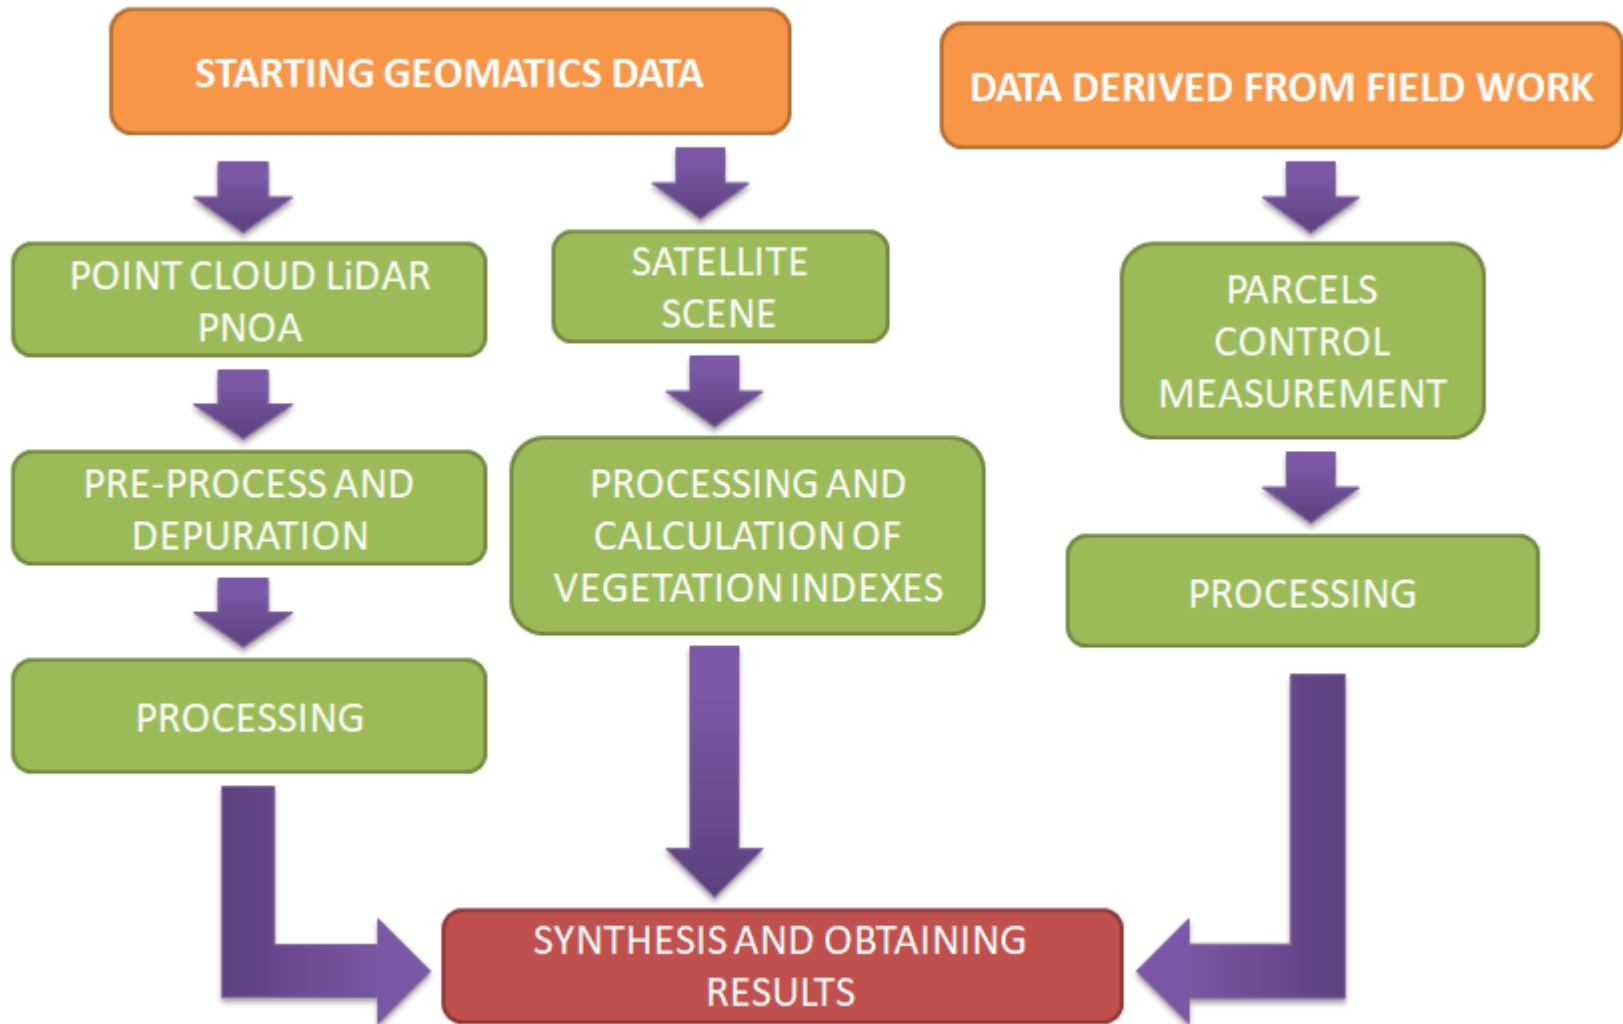 STARTING GEOMATICS DATA
DATA DERIVED FROM FIELD WORK
POINT CLOUD LiDAR
PNOA
SATELLITE
SCENE
PARCELS
CONTROL
MEASUREMENT
PRE-PROCESS AND
DEPURATION
PROCESSING AND
CALCULATION OF
VEGETATION INDEXES
PROCESSING
PROCESSING
SYNTHESIS AND OBTAINING
RESULTS